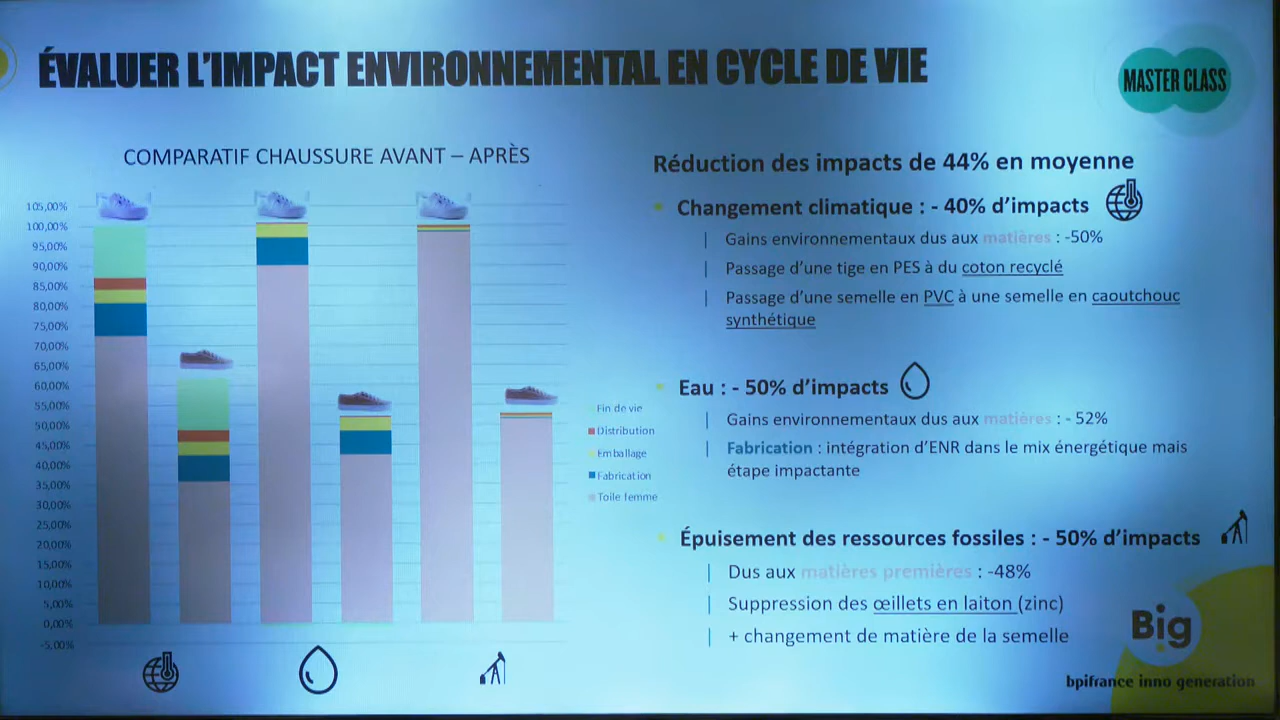 ÉVALUER L'IMPACT ENVIRONNEMENTAL EN CYCLE DE VIE
MASTER CLASS
COMPARATIF CHAUSSURE AVANT – APRÈS
105,00%
100,00%
95,00%
90,00%
85,00%
80,00%
75,00%
70,00%
65,00%
60,00%
55,00%
50,00%
45,00%
40,00%
35,00%
30,00%
25,00%
20,00%
15,00%
10,00%
5,00%
0,00%
-5,00%
Fin de vie
Distribution
Emballage
Fabrication
Toile femme
Réduction des impacts de 44% en moyenne
Changement climatique : - 40% d'impacts
Gains environnementaux dus aux matières : -50%
Passage d'une tige en PES à du coton recyclé
Passage d'une semelle en PVC à une semelle en caoutchouc
synthétique
Eau : - 50% d'impacts
Gains environnementaux dus aux matières : - 52%
Fabrication : intégration d'ENR dans le mix énergétique mais
étape impactante
Épuisement des ressources fossiles : - 50% d'impacts
Dus aux matières premières : -48%
Suppression des œillets en laiton (zinc)
+ changement de matière de la semelle
Big
bpifrance inno generation